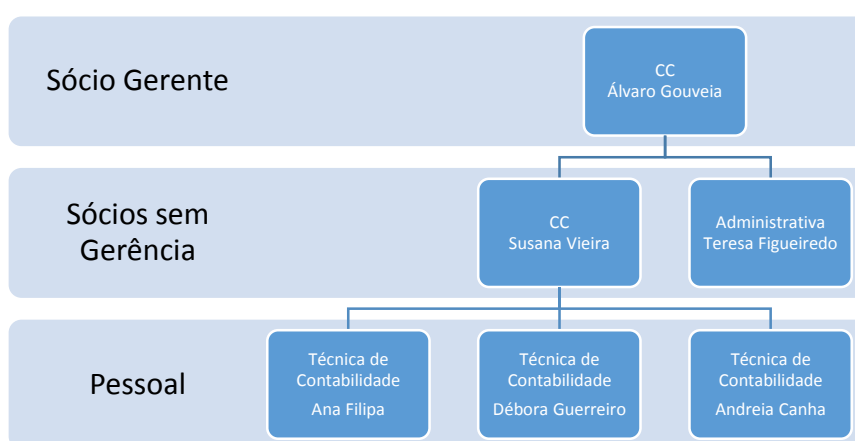 Sócio Gerente
CC
Álvaro Gouveia
Sócios sem
Gerência
CC
Susana Vieira
Administrativa
Teresa Figueiredo
Pessoal
Técnica de
Contabilidade
Ana Filipa
Técnica de
Contabilidade
Débora Guerreiro
Técnica de
Contabilidade
Andreia Canha